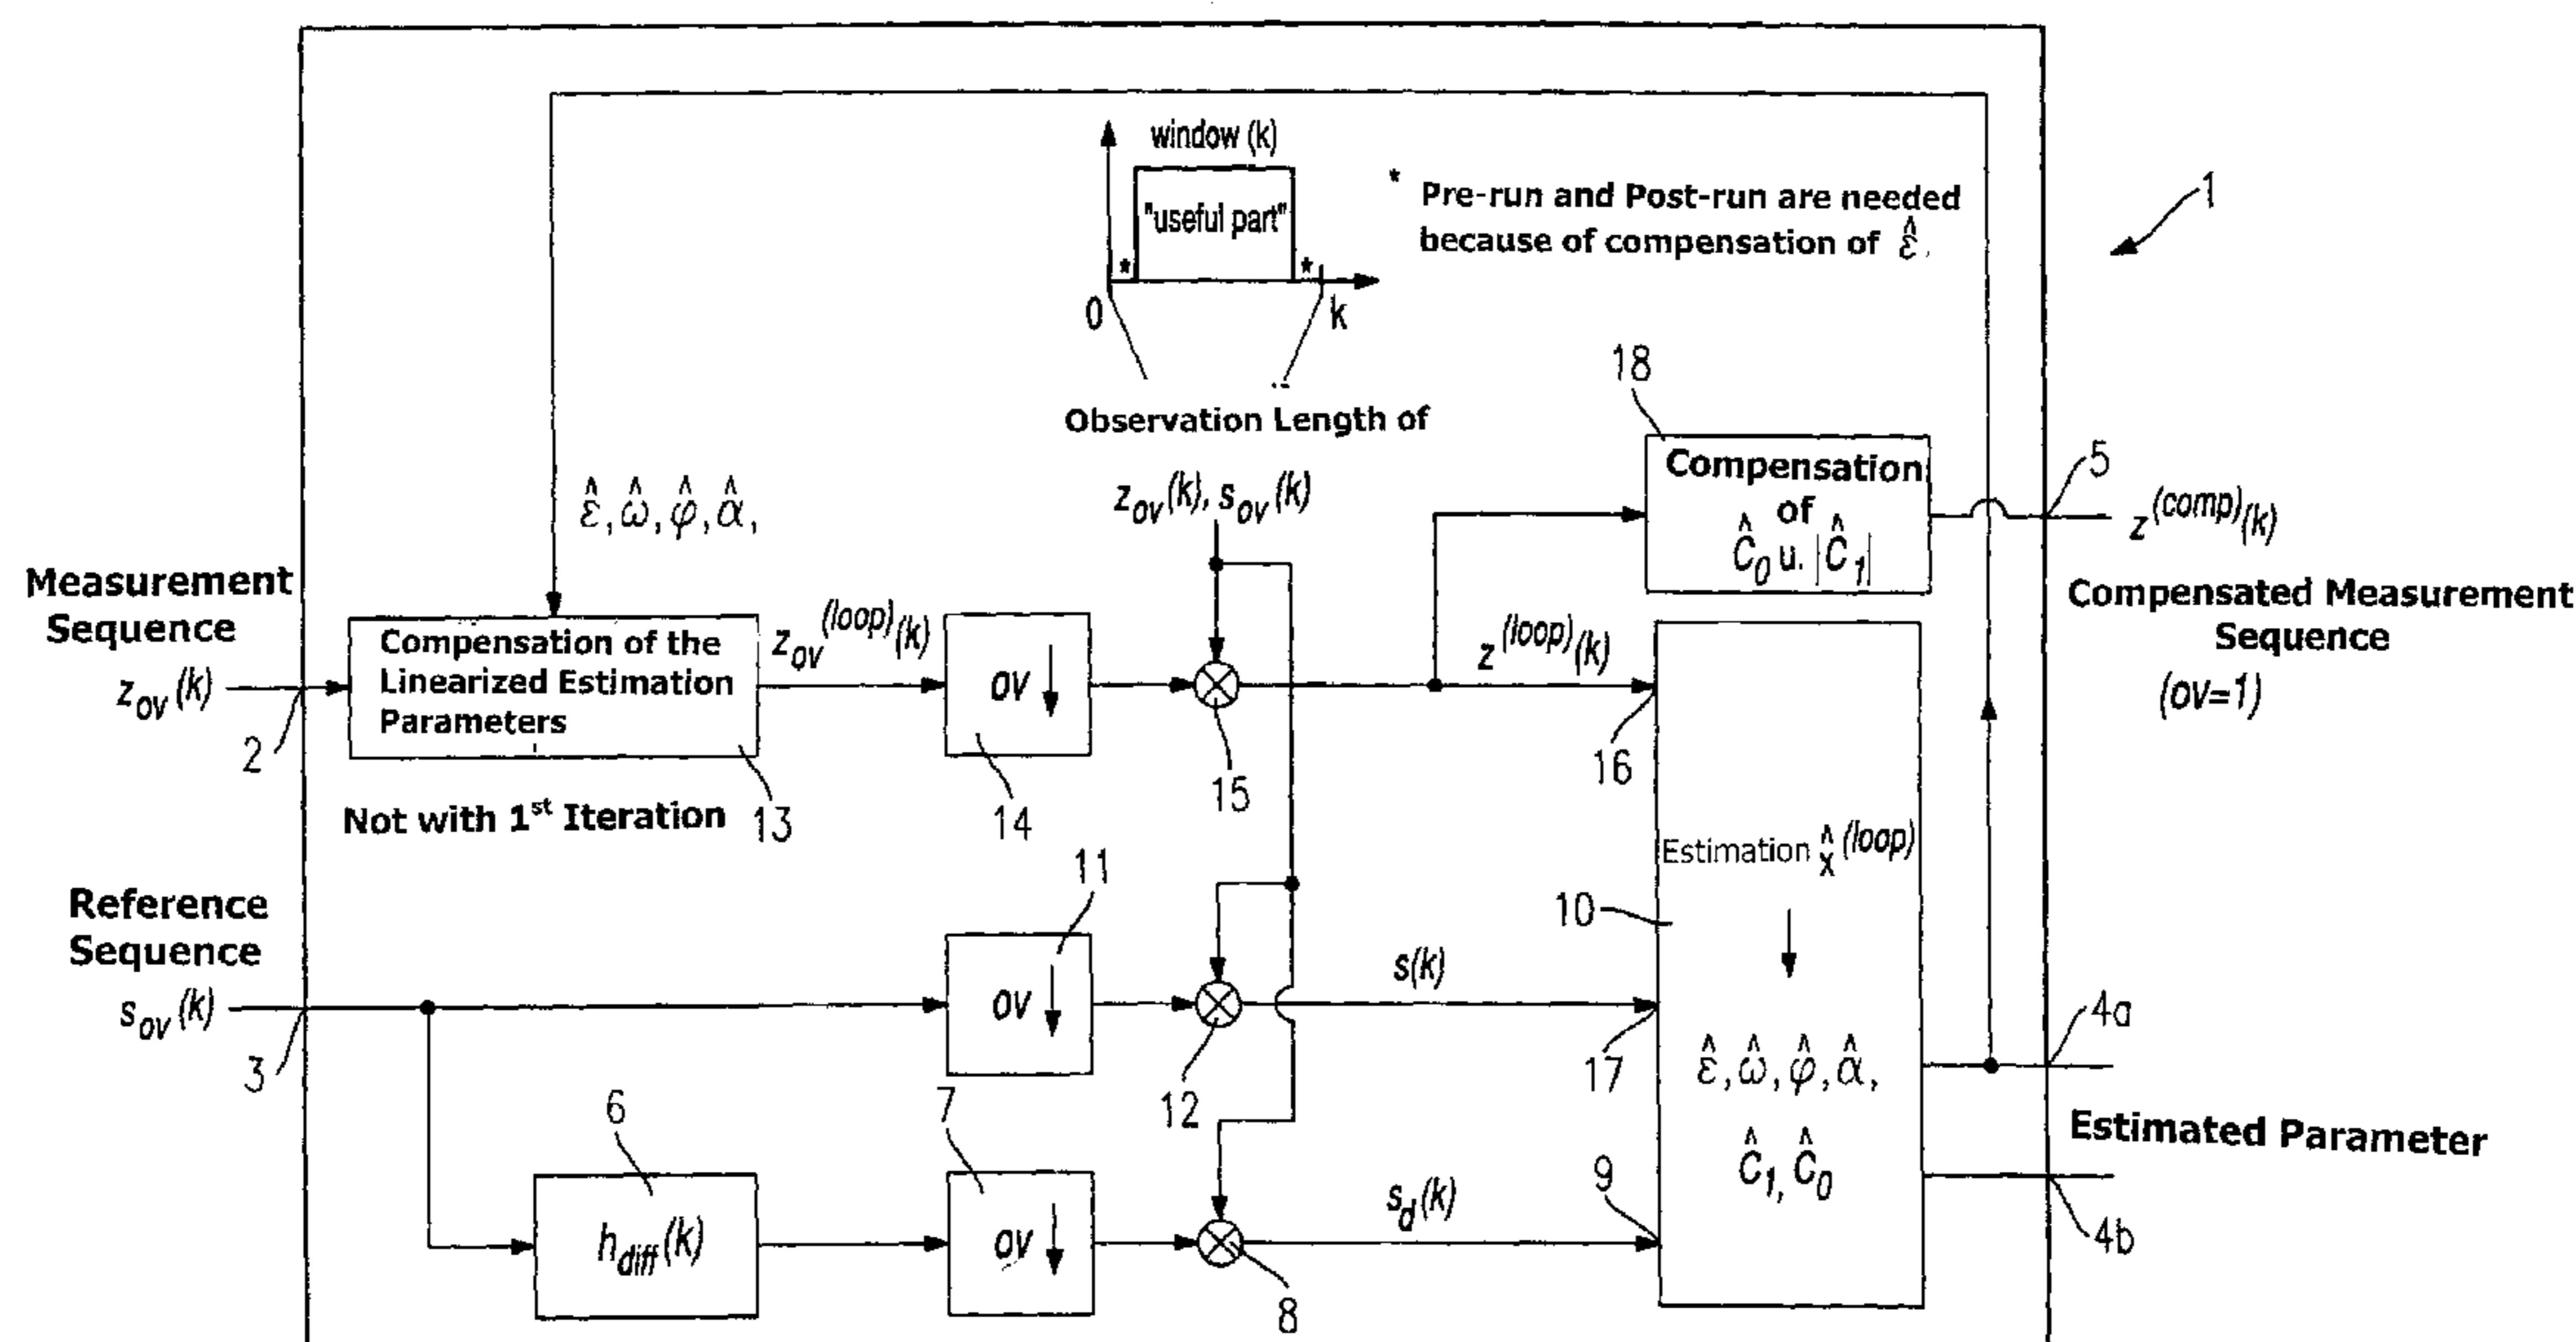 window (k)
"useful part"
*
*
0
k
* Pre-run and Post-run are needed
because of compensation of ε̂.
1
Observation Length of
z_ov(k), s_ov(k)
ε̂, ω̂, φ̂, α̂,
18
Compensation
of
Ĉ_0 u. |Ĉ_1|
5
z^(comp)(k)
Compensated Measurement
Sequence
(ov=1)
Measurement
Sequence
z_ov(k)
2
Compensation of the
Linearized Estimation
Parameters
13
Not with 1st Iteration
z_ov^(loop)(k)
ov ↓
14
15
z^(loop)(k)
16
Reference
Sequence
s_ov(k)
3
11
ov ↓
12
s(k)
17
10
Estimation x̂^(loop)
↓
ε̂, ω̂, φ̂, α̂,
Ĉ_1, Ĉ_0
4a
Estimated Parameter
4b
6
h_diff(k)
7
ov ↓
8
s_d(k)
9